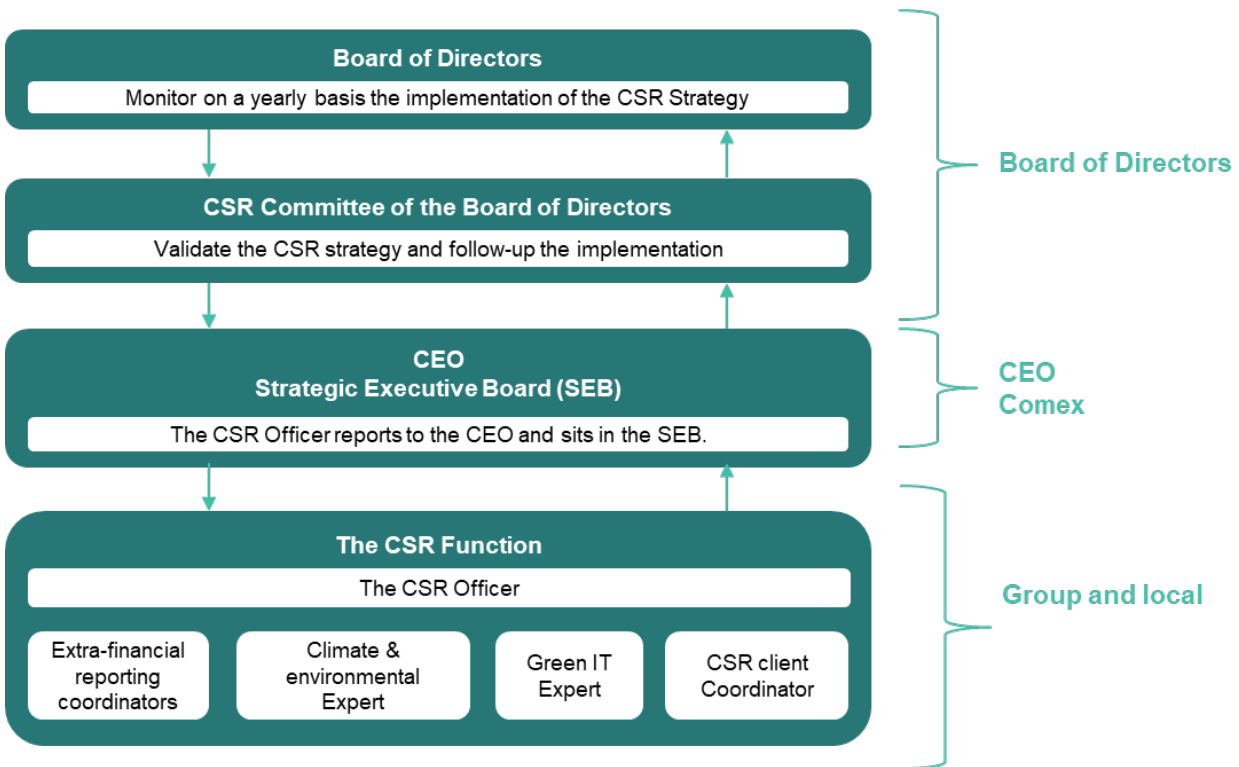 Board of Directors
Monitor on a yearly basis the implementation of the CSR Strategy
CSR Committee of the Board of Directors
Validate the CSR strategy and follow-up the implementation
Board of Directors
CEO
Strategic Executive Board (SEB)
The CSR Officer reports to the CEO and sits in the SEB.
CEO
Comex
The CSR Function
The CSR Officer
Extra-financial
reporting
coordinators
Climate &
environmental
Expert
Green IT
Expert
CSR client
Coordinator
Group and local